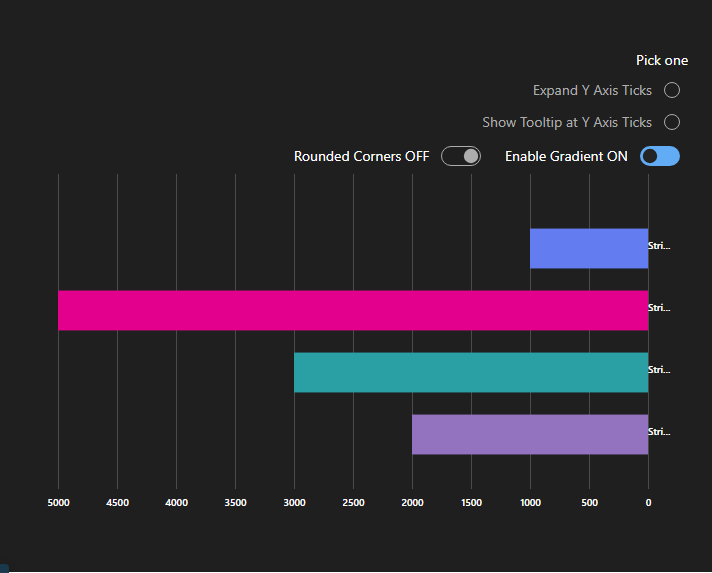 Pick one
Expand Y Axis Ticks
Show Tooltip at Y Axis Ticks
Rounded Corners OFF Enable Gradient ON
Stri...
Stri...
Stri...
Stri...
5000 4500 4000 3500 3000 2500 2000 1500 1000 500 0